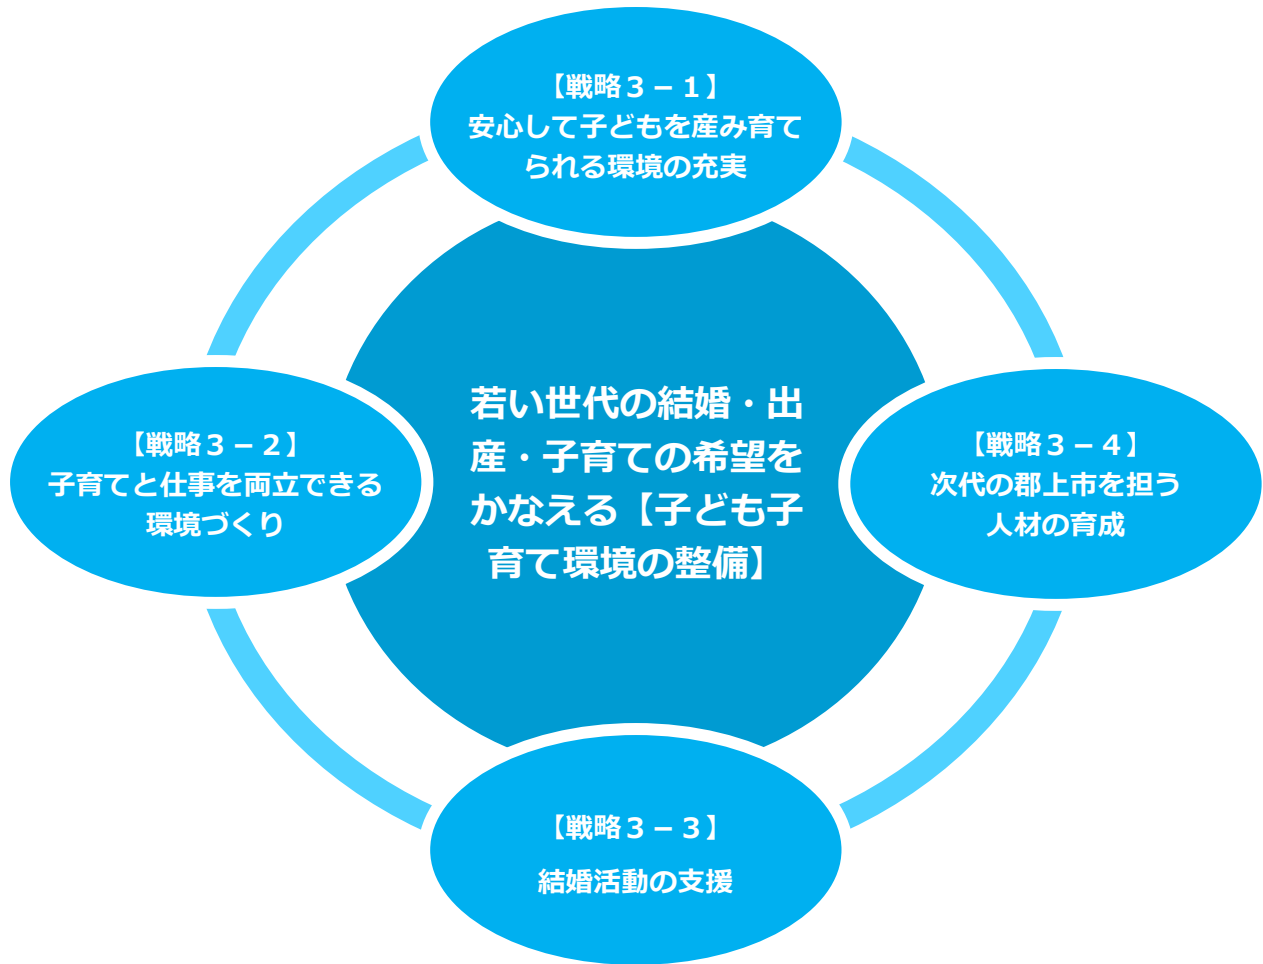 【戦略３－１】
安心して子どもを産み育て
られる環境の充実
若い世代の結婚・出
産・子育ての希望を
かなえる【子ども子
育て環境の整備】
【戦略３－２】
子育てと仕事を両立できる
環境づくり
【戦略３－４】
次代の郡上市を担う
人材の育成
【戦略３－３】
結婚活動の支援